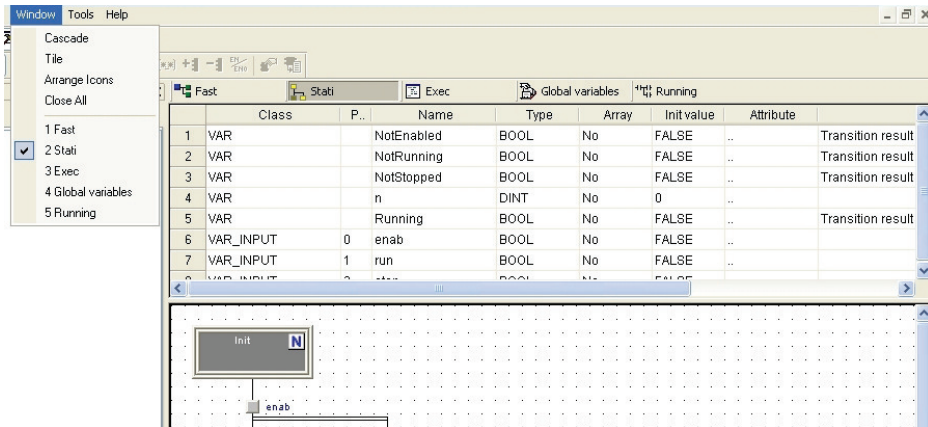 Window Tools Help
Cascade
Tile
Arrange Icons
Close All
1 Fast
2 Stati
3 Exec
4 Global variables
5 Running
Fast Stati Exec Global variables Running
Class P.. Name Type Array Init value Attribute
1 VAR NotEnabled BOOL No FALSE .. Transition result
2 VAR NotRunning BOOL No FALSE .. Transition result
3 VAR NotStopped BOOL No FALSE .. Transition result
4 VAR n DINT No 0 ..
5 VAR Running BOOL No FALSE .. Transition result
6 VAR_INPUT 0 enab BOOL No FALSE ..
7 VAR_INPUT 1 run BOOL No FALSE ..
Init N
enab